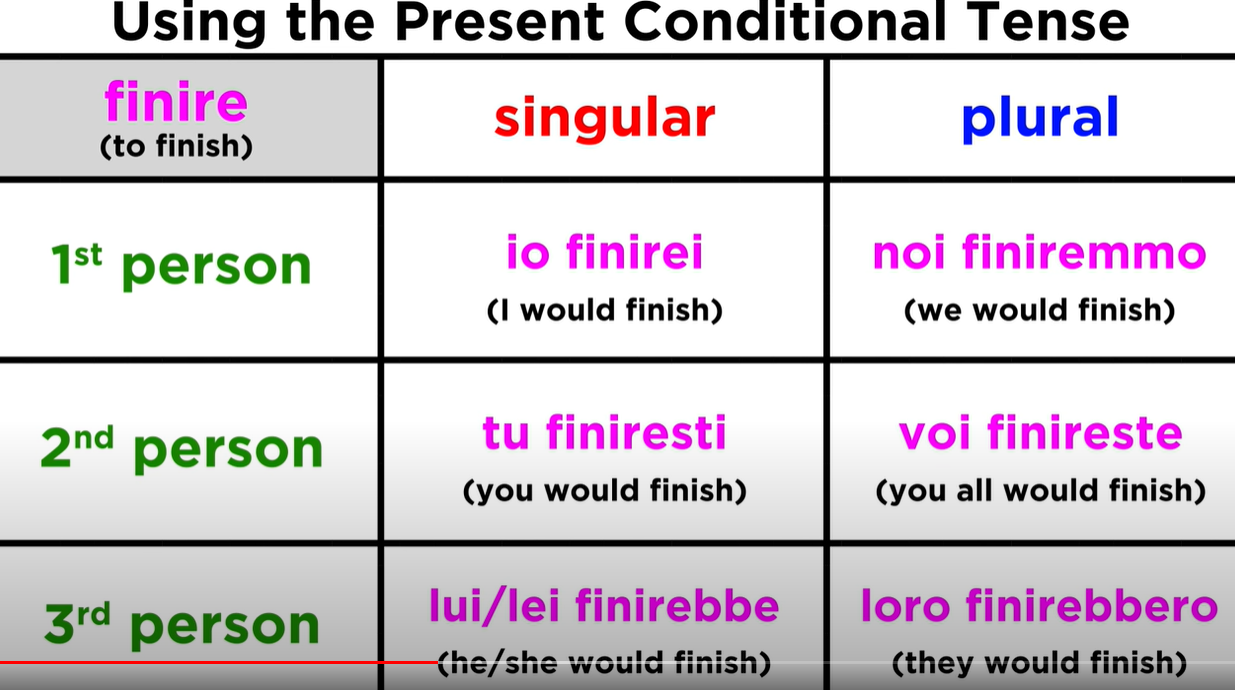 Using the Present Conditional Tense
finire singular plural
(to finish)
1st person io finirei noi finiremmo
(I would finish) (we would finish)
2nd person tu finiresti voi finireste
(you would finish) (you all would finish)
3rd person lui/lei finirebbe loro finirebbero
(he/she would finish) (they would finish)